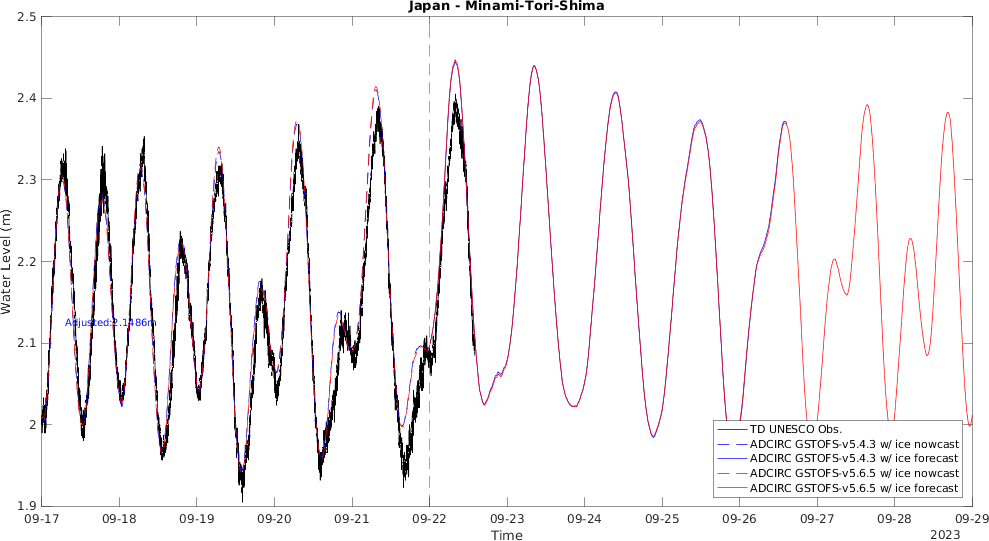 Japan - Minami-Tori-Shima
2.5
2.4
2.3
2.2
2.1
2
1.9
Water Level (m)
Adjusted:2.1486m
TD UNESCO Obs.
ADCIRC GSTOFS-v5.4.3 w/ ice nowcast
ADCIRC GSTOFS-v5.4.3 w/ ice forecast
ADCIRC GSTOFS-v5.6.5 w/ ice nowcast
ADCIRC GSTOFS-v5.6.5 w/ ice forecast
09-17 09-18 09-19 09-20 09-21 09-22 09-23 09-24 09-25 09-26 09-27 09-28 09-29
Time
2023